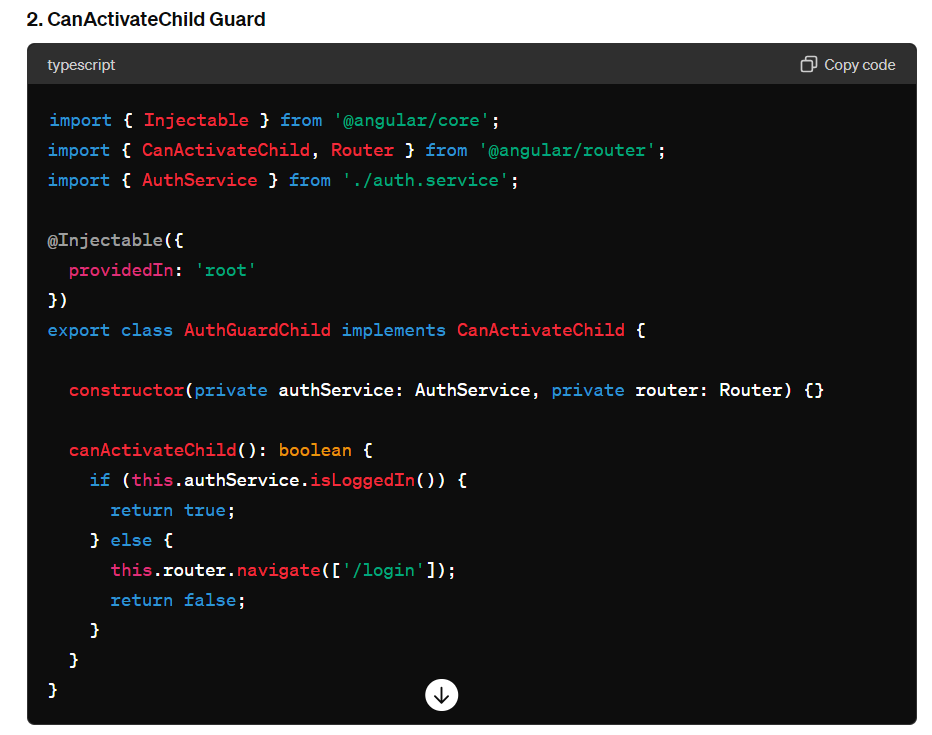 2. CanActivateChild Guard
typescript
Copy code
import { Injectable } from '@angular/core';
import { CanActivateChild, Router } from '@angular/router';
import { AuthService } from './auth.service';
@Injectable({
  providedIn: 'root'
})
export class AuthGuardChild implements CanActivateChild {
  constructor(private authService: AuthService, private router: Router) {}
  canActivateChild(): boolean {
    if (this.authService.isLoggedIn()) {
      return true;
    } else {
      this.router.navigate(['/login']);
      return false;
    }
  }
}